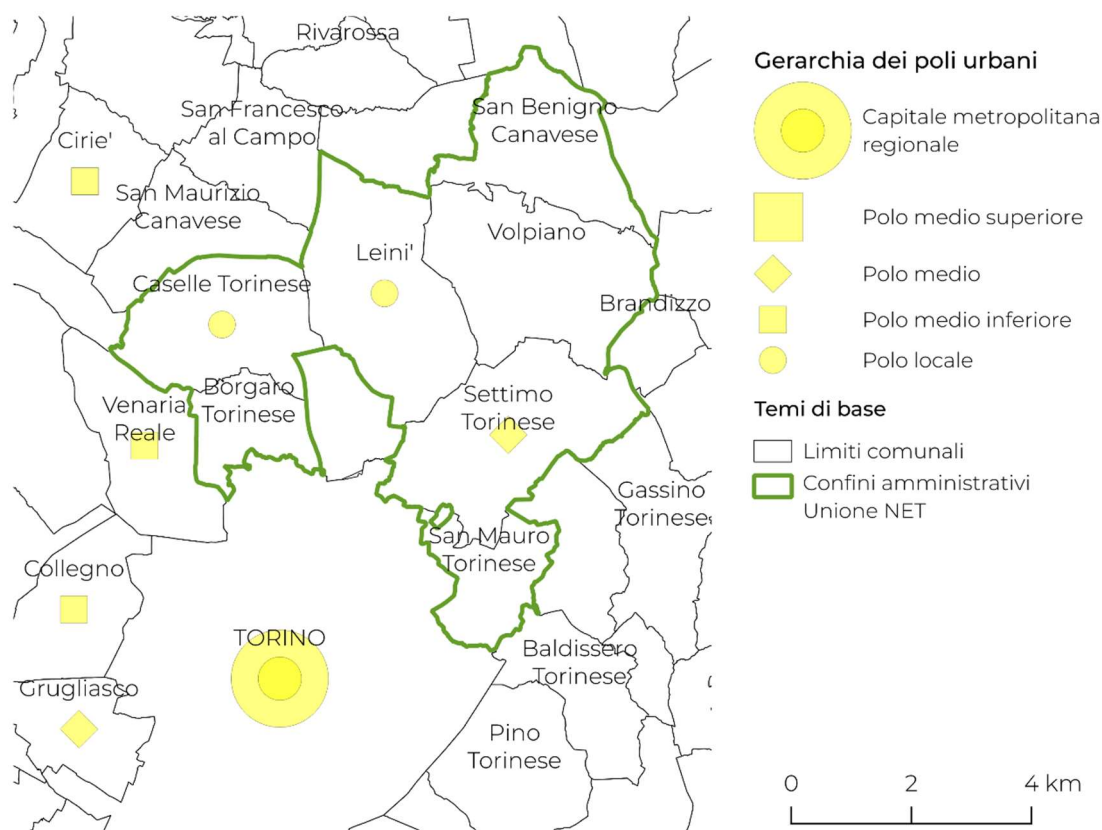 Rivarossa
San Francesco
al Campo
San Benigno
Canavese
Cirie'
San Maurizio
Canavese
Volpiano
Leini'
Caselle Torinese
Brandizzo
Borgaro
Torinese
Venaria
Reale
Settimo
Torinese
Gassino
Torinese
San Mauro
Torinese
Collegno
TORINO
Baldissero
Torinese
Grugliasco
Pino
Torinese
Gerarchia dei poli urbani
Capitale metropolitana
regionale
Polo medio superiore
Polo medio
Polo medio inferiore
Polo locale
Temi di base
Limiti comunali
Confini amministrativi
Unione NET
0 2 4 km